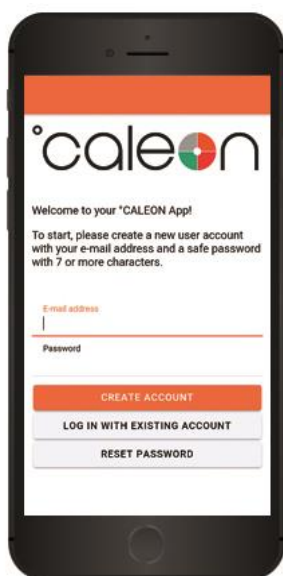 °caleon
Welcome to your °CALEON App!
To start, please create a new user account
with your e-mail address and a safe password
with 7 or more characters.
E-mail address
Password
CREATE ACCOUNT
LOG IN WITH EXISTING ACCOUNT
RESET PASSWORD